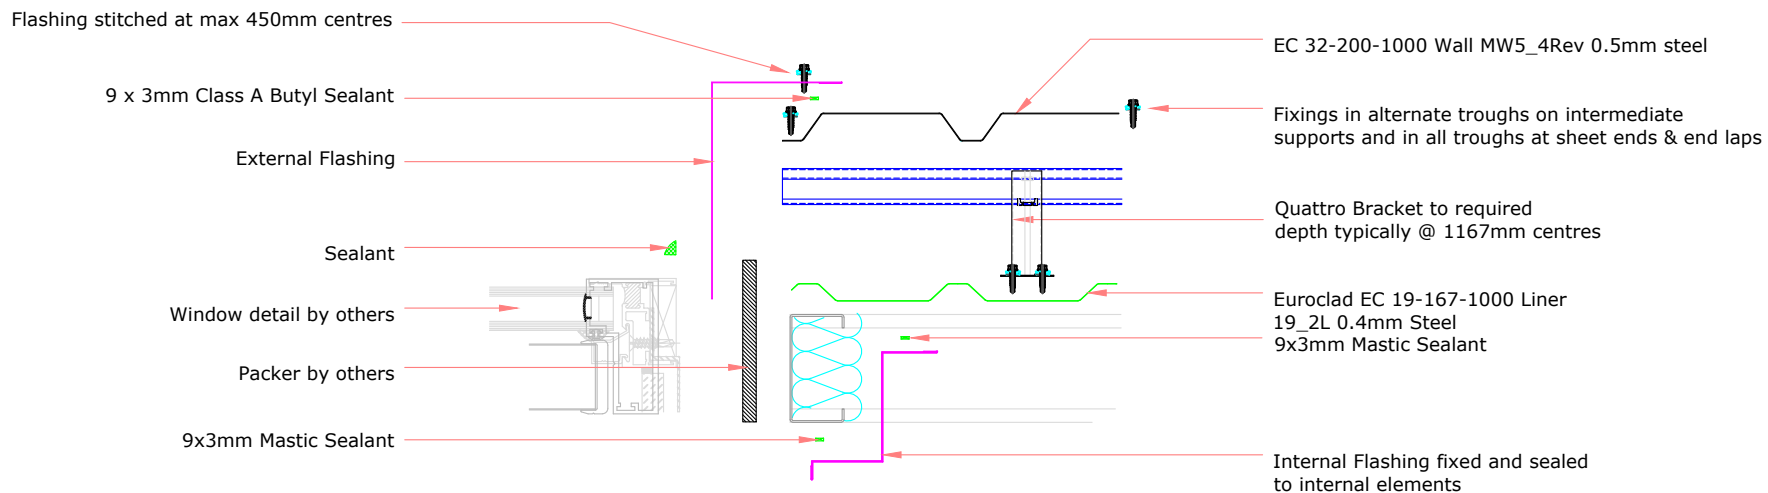 Flashing stitched at max 450mm centres
9 x 3mm Class A Butyl Sealant
External Flashing
Sealant
Window detail by others
Packer by others
9x3mm Mastic Sealant
EC 32-200-1000 Wall MW5_4Rev 0.5mm steel
Fixings in alternate troughs on intermediate
supports and in all troughs at sheet ends & end laps
Quattro Bracket to required
depth typically @ 1167mm centres
Euroclad EC 19-167-1000 Liner
19_2L 0.4mm Steel
9x3mm Mastic Sealant
Internal Flashing fixed and sealed
to internal elements